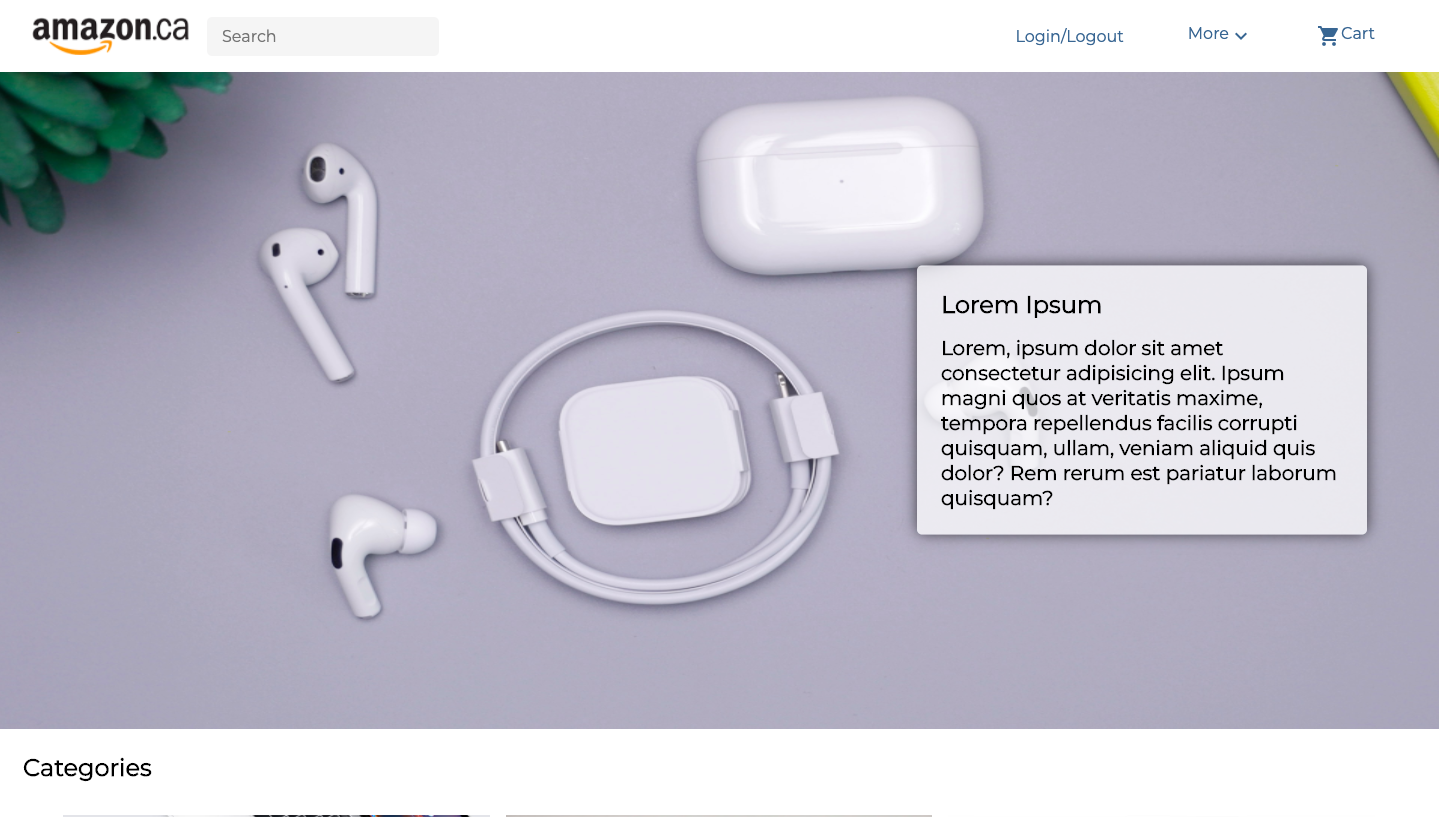 amazon.ca
Search
Login/Logout
More
Cart
Lorem Ipsum
Lorem, ipsum dolor sit amet
consectetur adipisicing elit. Ipsum
magni quos at veritatis maxime,
tempora repellendus facilis corrupti
quisquam, ullam, veniam aliquid quis
dolor? Rem rerum est pariatur laborum
quisquam?
Categories